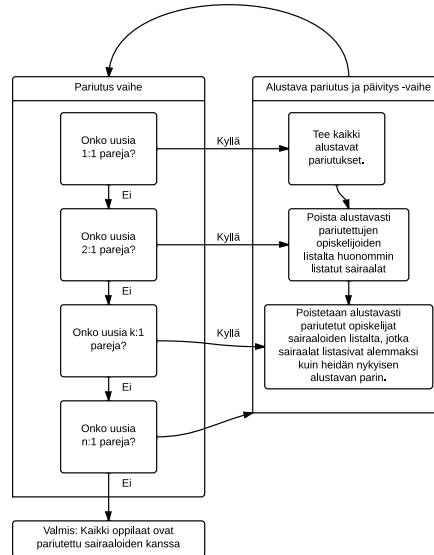 Pariutus vaihe
Onko uusia
1:1 pareja?
Kyllä
Ei
Onko uusia
2:1 pareja?
Kyllä
Ei
Onko uusia k:1
pareja?
Kyllä
Ei
Onko uusia
n:1 pareja?
Ei
Valmis: Kaikki oppilaat ovat
pariutettu sairaaloiden kanssa
Alustava pariutus ja päivitys -vaihe
Tee kaikki
alustavat
pariutukset.
Poista alustavasti
pariutettujen
opiskelijoiden
listalta huonommin
listatut sairaalat
Poistetaan alustavasti
pariutetut opiskelijat
sairaaloiden listalta, jotka
sairaalat listasivat alemmaksi
kuin heidän nykyisen
alustavan parin.